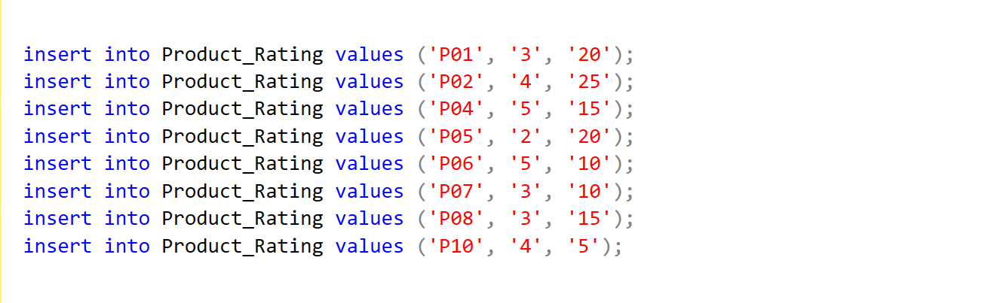 insert into Product_Rating values ('P01', '3', '20');
insert into Product_Rating values ('P02', '4', '25');
insert into Product_Rating values ('P04', '5', '15');
insert into Product_Rating values ('P05', '2', '20');
insert into Product_Rating values ('P06', '5', '10');
insert into Product_Rating values ('P07', '3', '10');
insert into Product_Rating values ('P08', '3', '15');
insert into Product_Rating values ('P10', '4', '5');